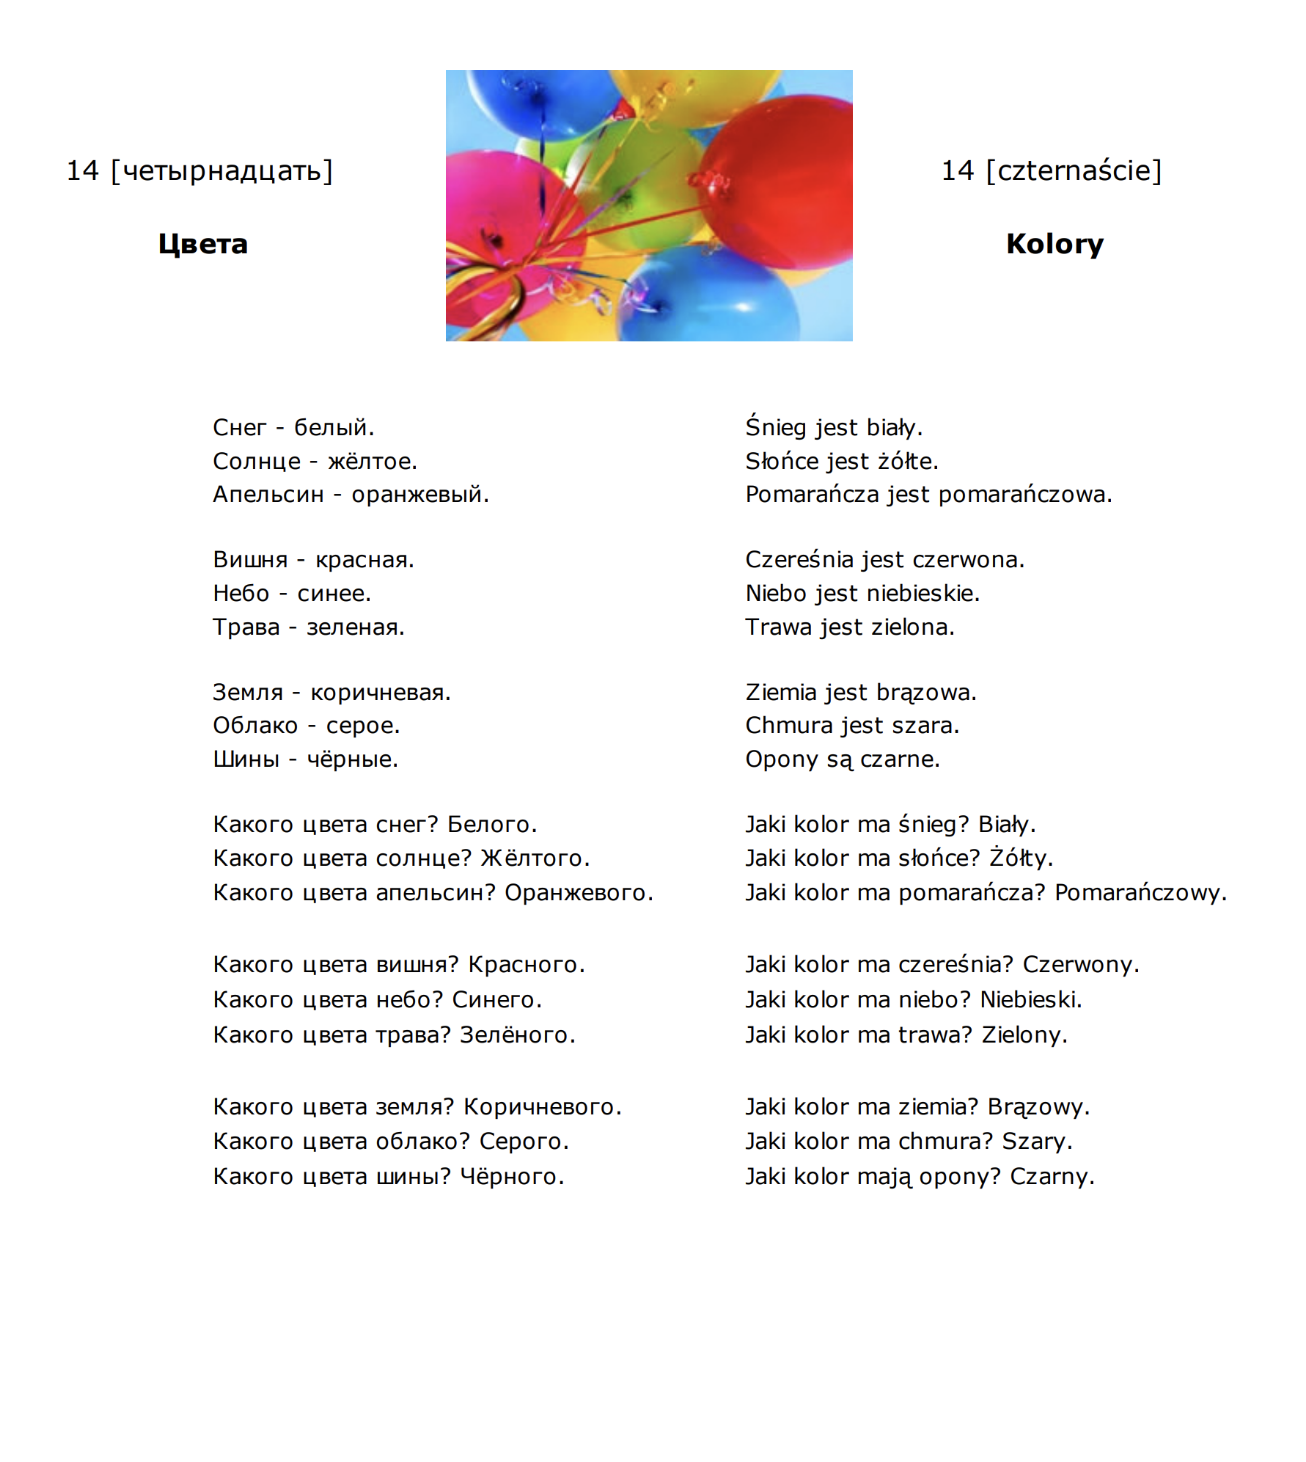 14 [четырнадцать]
Цвета
14 [czternaście]
Kolory
Снег - белый.
Солнце - жёлтое.
Апельсин - оранжевый.
Вишня - красная.
Небо - синее.
Трава - зеленая.
Земля - коричневая.
Облако - серое.
Шины - чёрные.
Какого цвета снег? Белого.
Какого цвета солнце? Жёлтого.
Какого цвета апельсин? Оранжевого.
Какого цвета вишня? Красного.
Какого цвета небо? Синего.
Какого цвета трава? Зелёного.
Какого цвета земля? Коричневого.
Какого цвета облако? Серого.
Какого цвета шины? Чёрного.
Śnieg jest biały.
Słońce jest żółte.
Pomarańcza jest pomarańczowa.
Czereśnia jest czerwona.
Niebo jest niebieskie.
Trawa jest zielona.
Ziemia jest brązowa.
Chmura jest szara.
Opony są czarne.
Jaki kolor ma śnieg? Biały.
Jaki kolor ma słońce? Żółty.
Jaki kolor ma pomarańcza? Pomarańczowy.
Jaki kolor ma czereśnia? Czerwony.
Jaki kolor ma niebo? Niebieski.
Jaki kolor ma trawa? Zielony.
Jaki kolor ma ziemia? Brązowy.
Jaki kolor ma chmura? Szary.
Jaki kolor mają opony? Czarny.